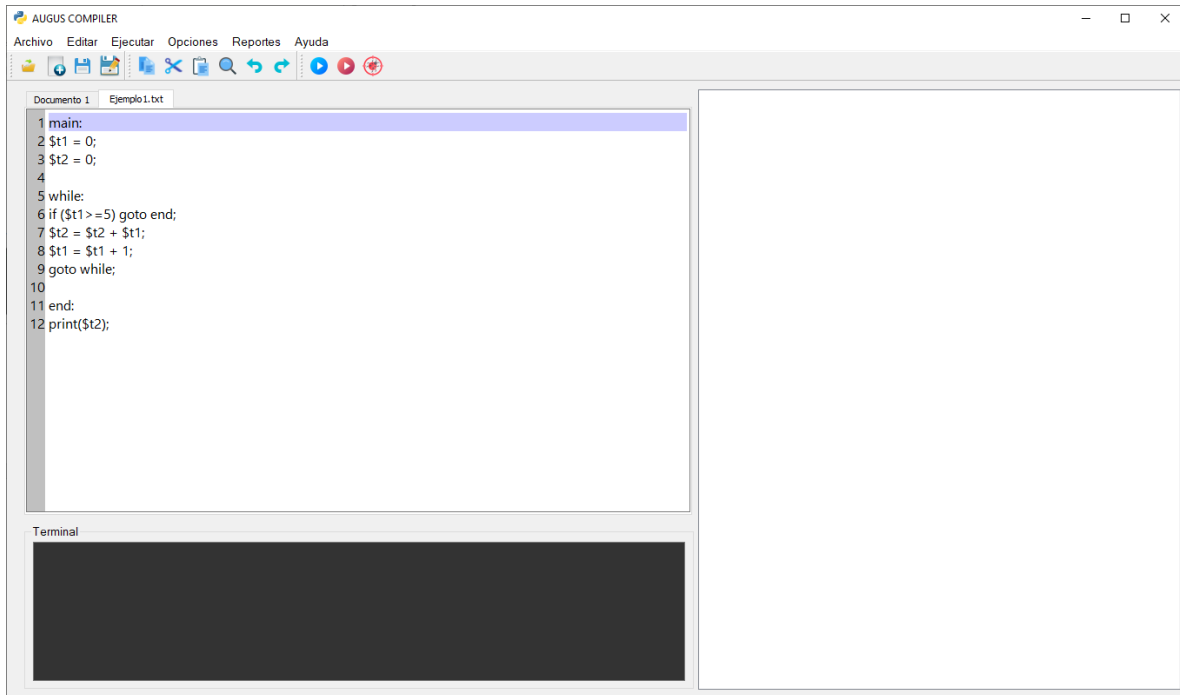 AUGUS COMPILER
Archivo Editar Ejecutar Opciones Reportes Ayuda
Documento 1 Ejemplo1.txt
1 main:
2 $t1 = 0;
3 $t2 = 0;
4
5 while:
6 if ($t1>=5) goto end;
7 $t2 = $t2 + $t1;
8 $t1 = $t1 + 1;
9 goto while;
10
11 end:
12 print($t2);
Terminal